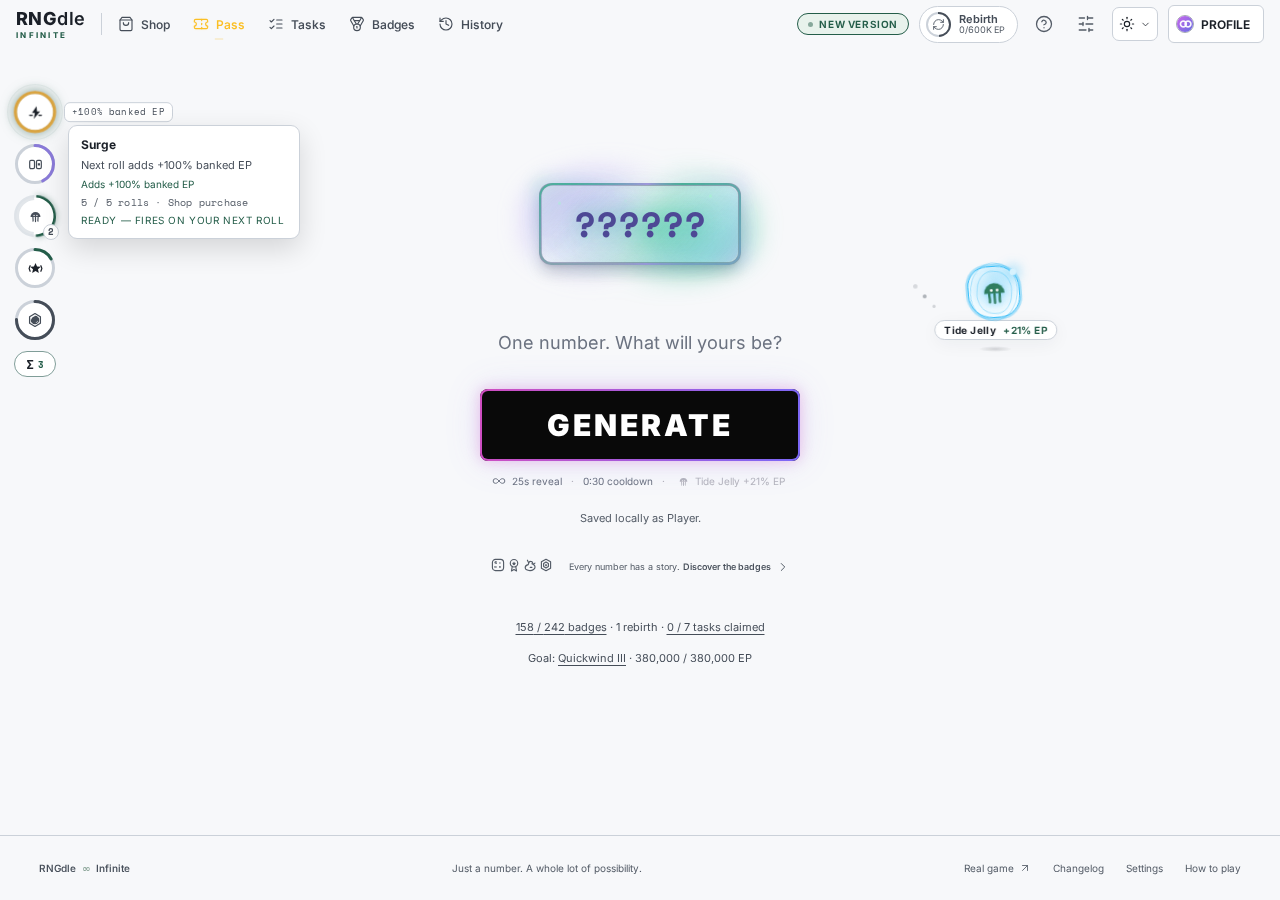 RNGdle
INFINITE
Shop
Pass
Tasks
Badges
History
NEW VERSION
Rebirth
0/600K EP
PROFILE
+100% banked EP
Surge
Next roll adds +100% banked EP
Adds +100% banked EP
5 / 5 rolls · Shop purchase
READY — FIRES ON YOUR NEXT ROLL
2
Σ 3
??????
Tide Jelly +21% EP
One number. What will yours be?
GENERATE
25s reveal · 0:30 cooldown · Tide Jelly +21% EP
Saved locally as Player.
Every number has a story. Discover the badges
158 / 242 badges · 1 rebirth · 0 / 7 tasks claimed
Goal: Quickwind III · 380,000 / 380,000 EP
RNGdle ∞ Infinite
Just a number. A whole lot of possibility.
Real game
Changelog
Settings
How to play